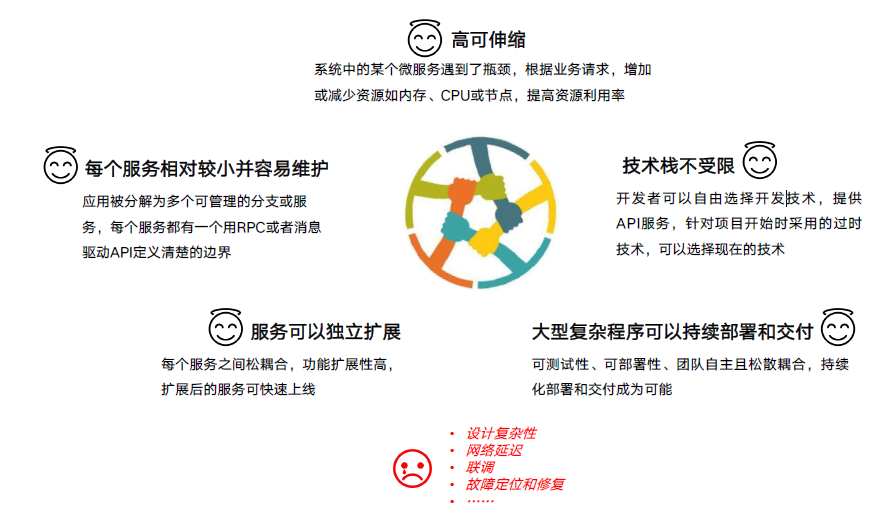 高可伸缩
系统中的某个微服务遇到了瓶颈，根据业务请求，增加
或减少资源如内存、CPU或节点，提高资源利用率
每个服务相对较小并容易维护
应用被分解为多个可管理的分支或服
务，每个服务都有一个用RPC或者消息
驱动API定义清楚的边界
技术栈不受限
开发者可以自由选择开发技术，提供
API服务，针对项目开始时采用的过时
技术，可以选择现在的技术
服务可以独立扩展
每个服务之间松耦合，功能扩展性高，
扩展后的服务可快速上线
大型复杂程序可以持续部署和交付
可测试性、可部署性、团队自主且松散耦合，持续
化部署和交付成为可能
• 设计复杂性
• 网络延迟
• 联调
• 故障定位和修复
• ……